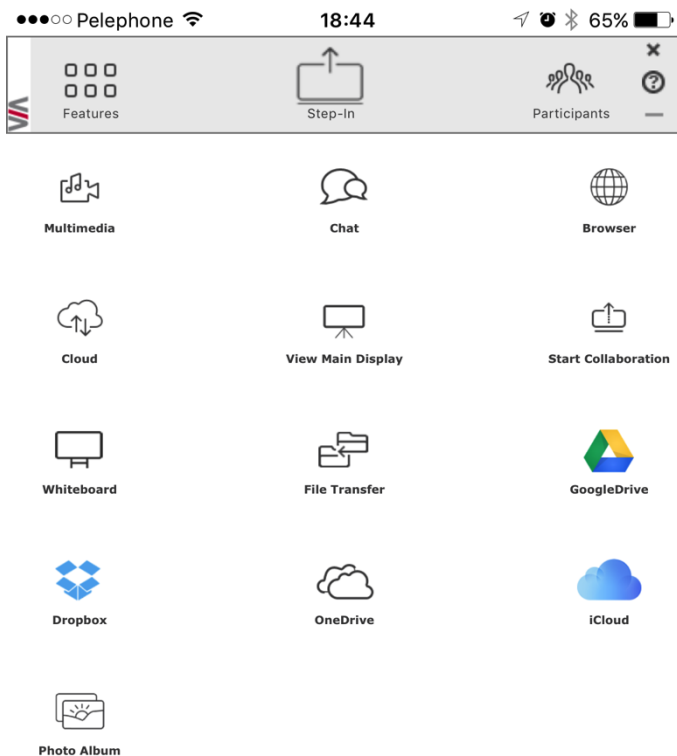 Pelephone 18:44 65%
Features Step-In Participants
Multimedia Chat Browser
Cloud View Main Display Start Collaboration
Whiteboard File Transfer GoogleDrive
Dropbox OneDrive iCloud
Photo Album